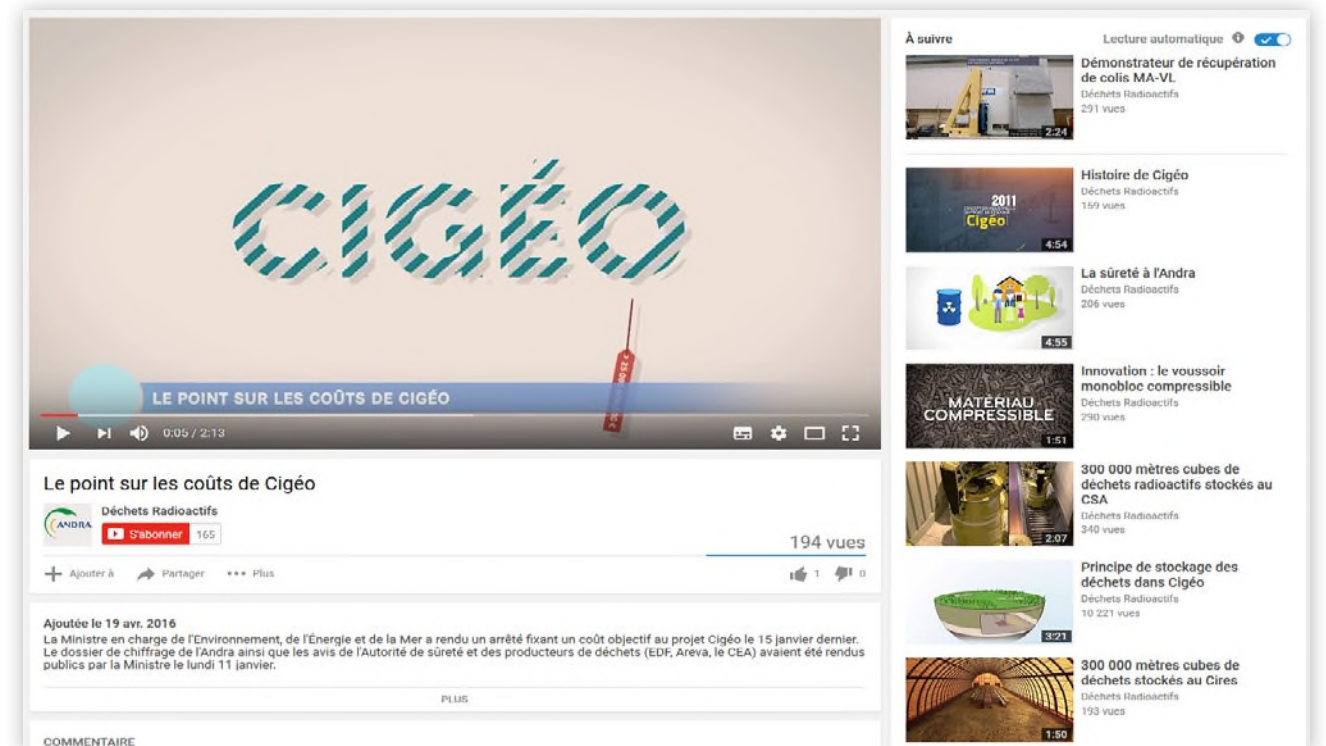 CIGÉO
LE POINT SUR LES COÛTS DE CIGÉO
0:05 / 2:13
Le point sur les coûts de Cigéo
ANDRA
Déchets Radioactifs
S'abonner 165
194 vues
Ajouter à Partager ••• Plus
1 0
Ajoutée le 19 avr. 2016
La Ministre en charge de l'Environnement, de l'Énergie et de la Mer a rendu un arrêté fixant un coût objectif au projet Cigéo le 15 janvier dernier.
Le dossier de chiffrage de l'Andra ainsi que les avis de l'Autorité de sûreté et des producteurs de déchets (EDF, Areva, le CEA) avaient été rendus
publics par la Ministre le lundi 11 janvier.
PLUS
COMMENTAIRE
À suivre
Lecture automatique
2:24
Démonstrateur de récupération
de colis MA-VL
Déchets Radioactifs
291 vues
2011
Cigéo
4:54
Histoire de Cigéo
Déchets Radioactifs
159 vues
4:55
La sûreté à l'Andra
Déchets Radioactifs
206 vues
MATÉRIAU
COMPRESSIBLE
1:51
Innovation : le voussoir
monobloc compressible
Déchets Radioactifs
290 vues
2:07
300 000 mètres cubes de
déchets radioactifs stockés au
CSA
Déchets Radioactifs
340 vues
3:21
Principe de stockage des
déchets dans Cigéo
Déchets Radioactifs
10 221 vues
1:50
300 000 mètres cubes de
déchets stockés au Cires
Déchets Radioactifs
193 vues